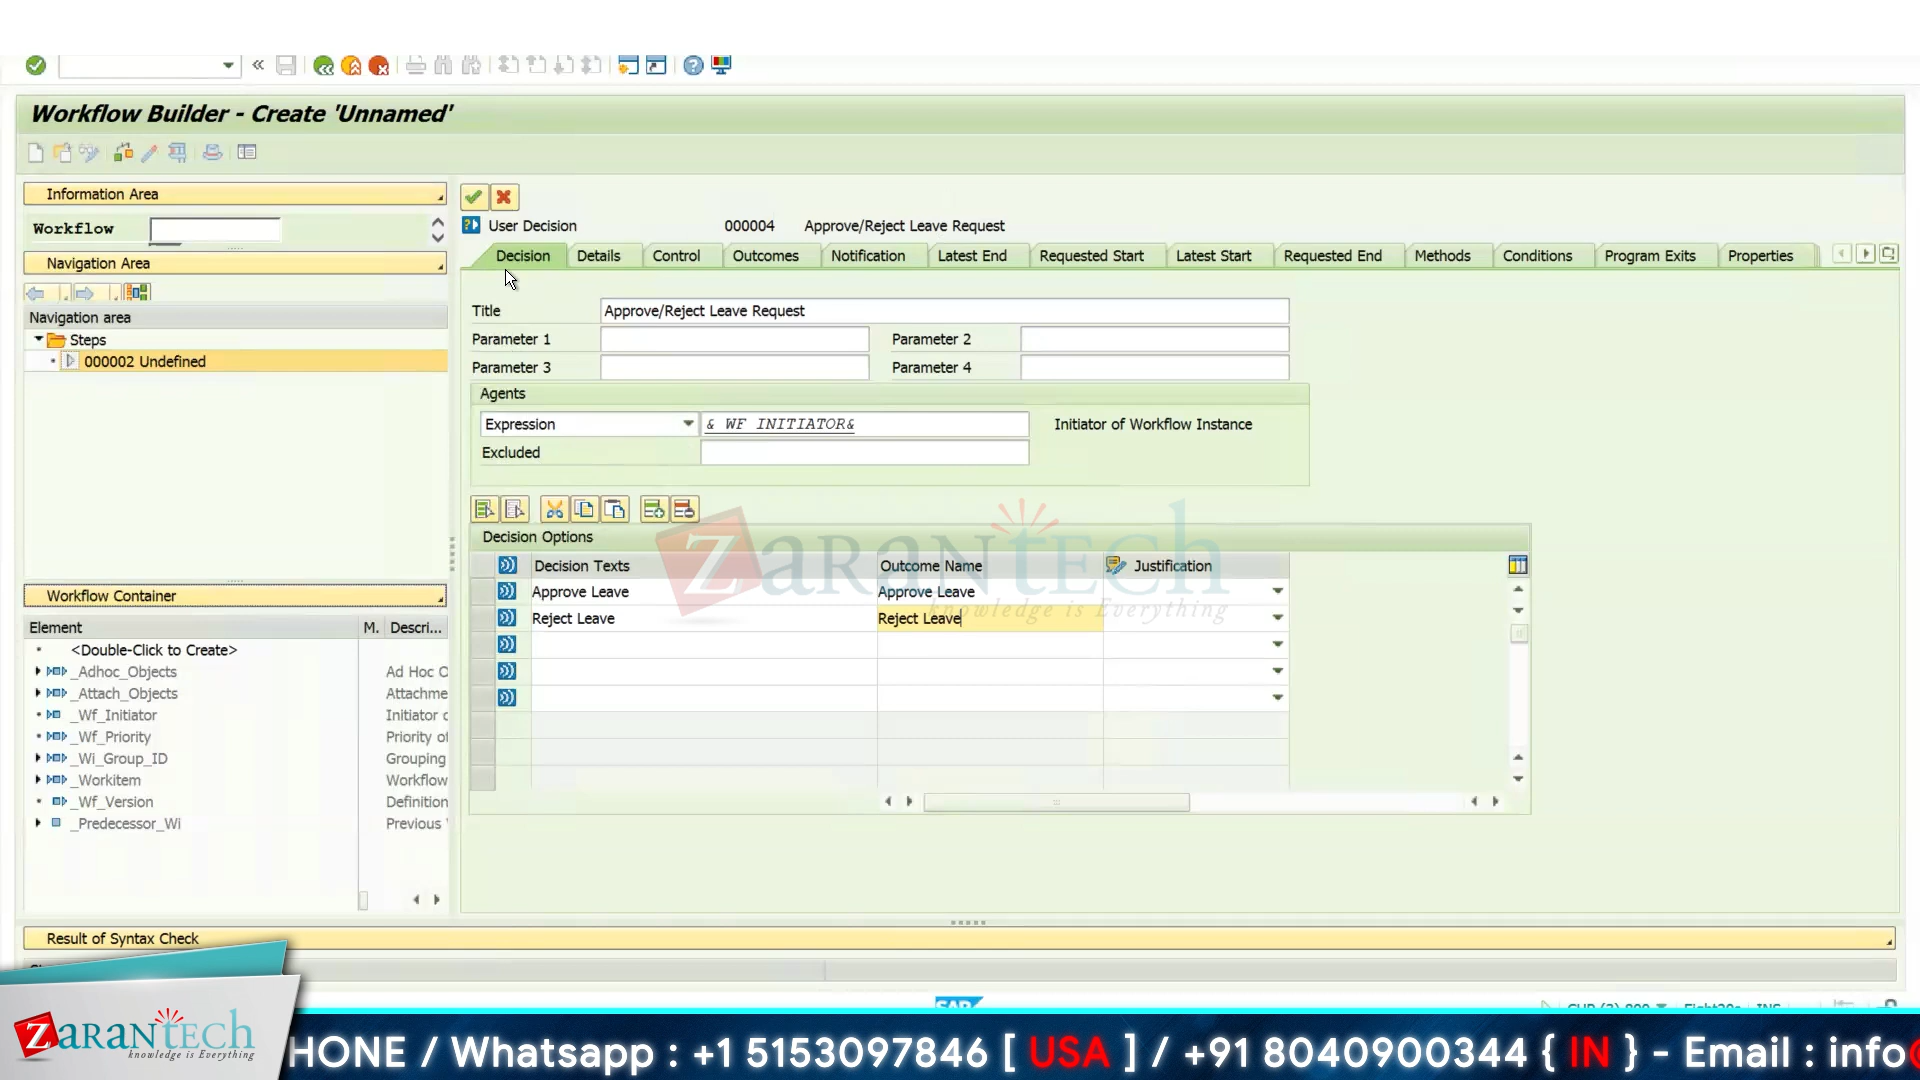 Workflow Builder - Create 'Unnamed'
Information Area
Workflow
Navigation Area
Navigation area
Steps
000002 Undefined
Workflow Container
Element M. Descri...
<Double-Click to Create>
_Adhoc_Objects Ad Hoc O
_Attach_Objects Attachme
_Wf_Initiator Initiator o
_Wf_Priority Priority of
_Wi_Group_ID Grouping
_Workitem Workflow
_Wf_Version Definition
_Predecessor_Wi Previous
User Decision 000004 Approve/Reject Leave Request
Decision Details Control Outcomes Notification Latest End Requested Start Latest Start Requested End Methods Conditions Program Exits Properties
Title Approve/Reject Leave Request
Parameter 1 Parameter 2
Parameter 3 Parameter 4
Agents
Expression &_WF_INITIATOR& Initiator of Workflow Instance
Excluded
Decision Options
Decision Texts Outcome Name Justification
Approve Leave Approve Leave
Reject Leave Reject Leave
ZARANTECH
knowledge is Everything
Result of Syntax Check
SAP
ZARANTECH
knowledge is Everything
HONE / Whatsapp : +1 5153097846 [ USA ] / +91 8040900344 { IN } - Email : info@